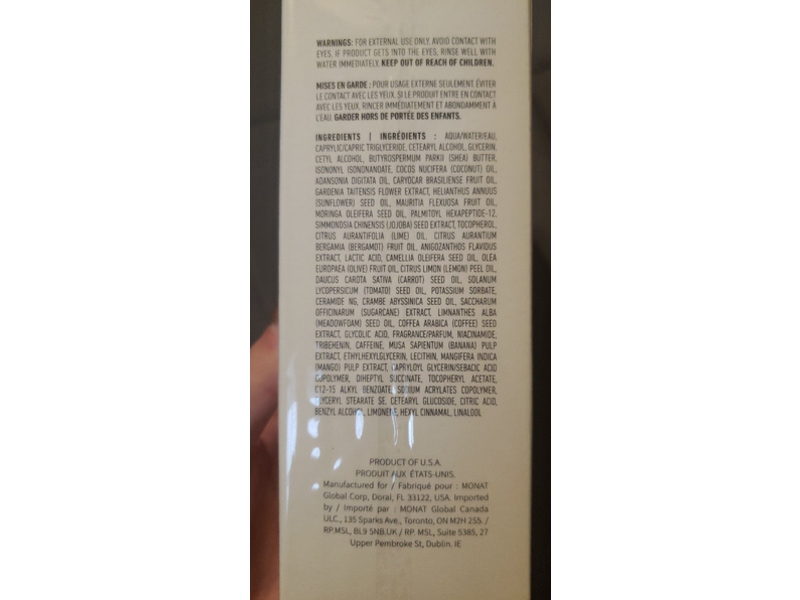 WARNINGS: FOR EXTERNAL USE ONLY. AVOID CONTACT WITH
EYES. IF PRODUCT GETS INTO THE EYES, RINSE WELL WITH
WATER IMMEDIATELY. KEEP OUT OF REACH OF CHILDREN.
MISES EN GARDE : POUR USAGE EXTERNE SEULEMENT. ÉVITER
LE CONTACT AVEC LES YEUX. SI LE PRODUIT ENTRE EN CONTACT
AVEC LES YEUX, RINCER IMMÉDIATEMENT ET ABONDAMMENT À
L'EAU. GARDER HORS DE PORTÉE DES ENFANTS.
INGREDIENTS | INGRÉDIENTS : AQUA/WATER/EAU,
CAPRYLIC/CAPRIC TRIGLYCERIDE, CETEARYL ALCOHOL, GLYCERIN,
CETYL ALCOHOL, BUTYROSPERMUM PARKII (SHEA) BUTTER,
ISONONYL ISONONANOATE, COCOS NUCIFERA (COCONUT) OIL,
ADANSONIA DIGITATA OIL, CARYOCAR BRASILIENSE FRUIT OIL,
GARDENIA TAITENSIS FLOWER EXTRACT, HELIANTHUS ANNUUS
(SUNFLOWER) SEED OIL, MAURITIA FLEXUOSA FRUIT OIL,
MORINGA OLEIFERA SEED OIL, PALMITOYL HEXAPEPTIDE-12,
SIMMONDSIA CHINENSIS (JOJOBA) SEED EXTRACT, TOCOPHEROL,
CITRUS AURANTIFOLIA (LIME) OIL, CITRUS AURANTIUM
BERGAMIA (BERGAMOT) FRUIT OIL, ANIGOZANTHOS FLAVIDUS
EXTRACT, LACTIC ACID, CAMELLIA OLEIFERA SEED OIL, OLEA
EUROPAEA (OLIVE) FRUIT OIL, CITRUS LIMON (LEMON) PEEL OIL,
DAUCUS CAROTA SATIVA (CARROT) SEED OIL, SOLANUM
LYCOPERSICUM (TOMATO) SEED OIL, POTASSIUM SORBATE,
CERAMIDE NG, CRAMBE ABYSSINICA SEED OIL, SACCHARUM
OFFICINARUM (SUGARCANE) EXTRACT, LIMNANTHES ALBA
(MEADOWFOAM) SEED OIL, COFFEA ARABICA (COFFEE) SEED
EXTRACT, GLYCOLIC ACID, FRAGRANCE/PARFUM, NIACINAMIDE,
TRIBEHENIN, CAFFEINE, MUSA SAPIENTUM (BANANA) PULP
EXTRACT, ETHYLHEXYLGLYCERIN, LECITHIN, MANGIFERA INDICA
(MANGO) PULP EXTRACT, CAPRYLOYL GLYCERIN/SEBACIC ACID
COPOLYMER, DIHEPTYL SUCCINATE, TOCOPHERYL ACETATE,
C12-15 ALKYL BENZOATE, SODIUM ACRYLATES COPOLYMER,
GLYCERYL STEARATE SE, CETEARYL GLUCOSIDE, CITRIC ACID,
BENZYL ALCOHOL, LIMONENE, HEXYL CINNAMAL, LINALOOL
PRODUCT OF U.S.A.
PRODUIT AUX ÉTATS-UNIS.
Manufactured for / Fabriqué pour : MONAT
Global Corp, Doral, FL 33122, USA. Imported
by / Importé par : MONAT Global Canada
ULC., 135 Sparks Ave., Toronto, ON M2H 2S5. /
RP.MSL, BL9 5NB.UK / RP. MSL, Suite 5385, 27
Upper Pembroke St, Dublin. IE